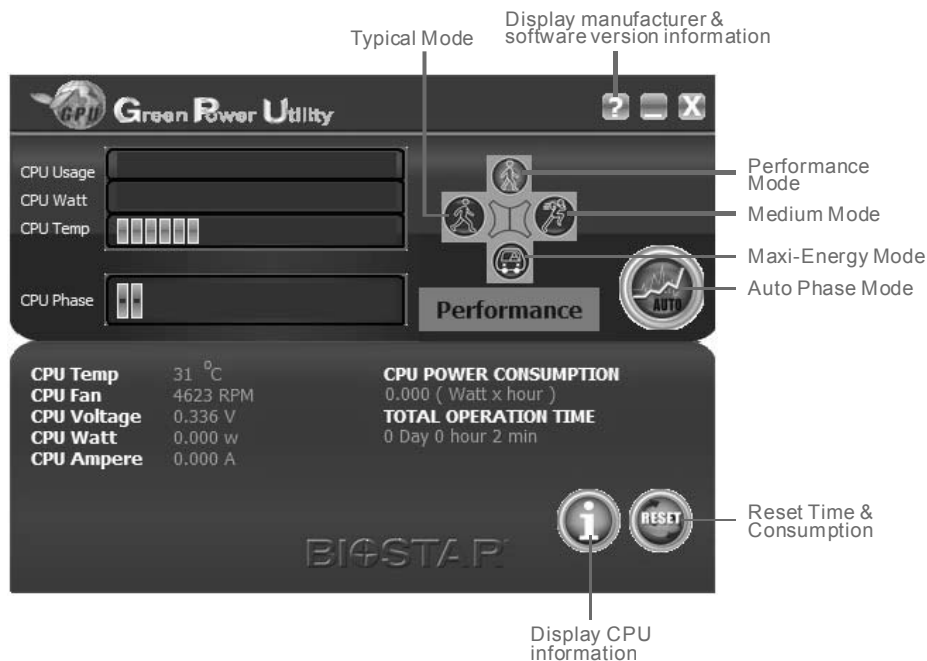 Display manufacturer &
software version information
Typical Mode
GPU
Green Power Utility
? _ X
CPU Usage
CPU Watt
CPU Temp
CPU Phase
Performance
AUTO
Performance
Mode
Medium Mode
Maxi-Energy Mode
Auto Phase Mode
CPU Temp 31 °C
CPU Fan 4623 RPM
CPU Voltage 0.336 V
CPU Watt 0.000 w
CPU Ampere 0.000 A
CPU POWER CONSUMPTION
0.000 ( Watt x hour )
TOTAL OPERATION TIME
0 Day 0 hour 2 min
i
RESET
Reset Time &
Consumption
BIOSTAR
Display CPU
information